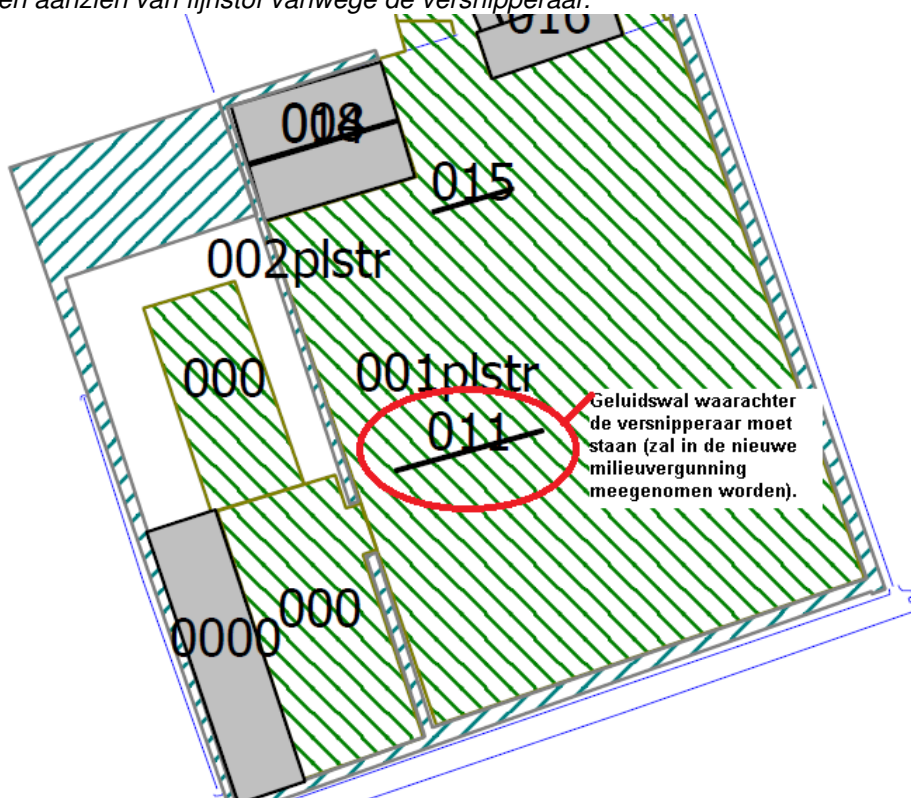 ten aanzien van fijnstof vanwege de versnipperaar.
016
008
015
002plstr
000
001plstr
011
Geluidswal waarachter
de versnipperaar moet
staan (zal in de nieuwe
milieuvergunning
meegenomen worden).
000
0000